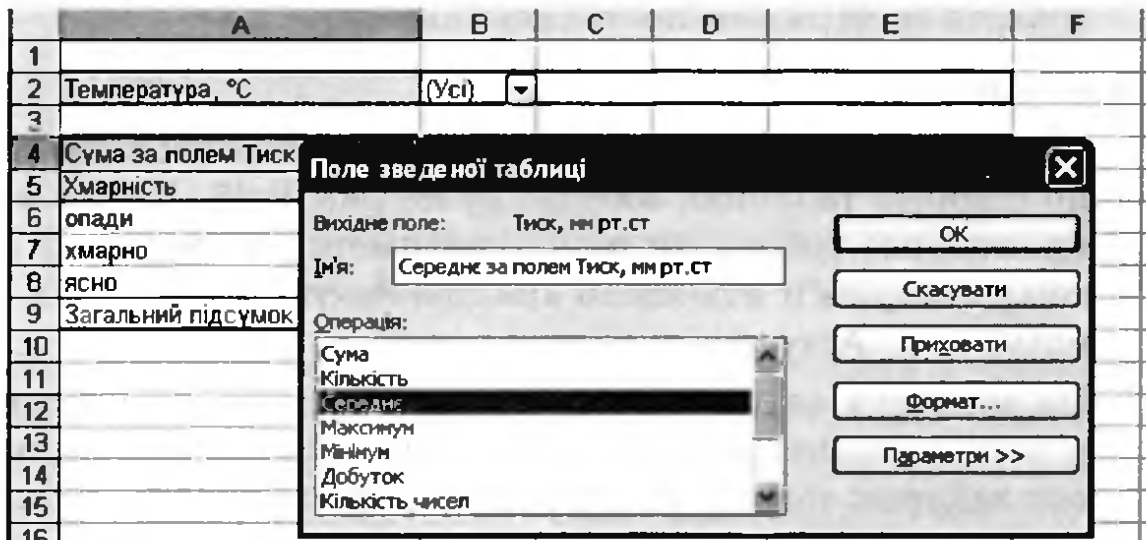 A B C D E F
1
2 Температура, °C (Усі)
3
4 Сума за полем Тиск
5 Хмарність
6 опади
7 хмарно
8 ясно
9 Загальний підсумок
10
11
12
13
14
15
16
Поле зведеної таблиці
Вихідне поле: Тиск, мм рт.ст
Ім'я: Середнє за полем Тиск, мм рт.ст
Операція:
Сума
Кількість
Середнє
Максимум
Мінімум
Добуток
Кількість чисел
ОК
Скасувати
Приховати
Формат...
Параметри >>